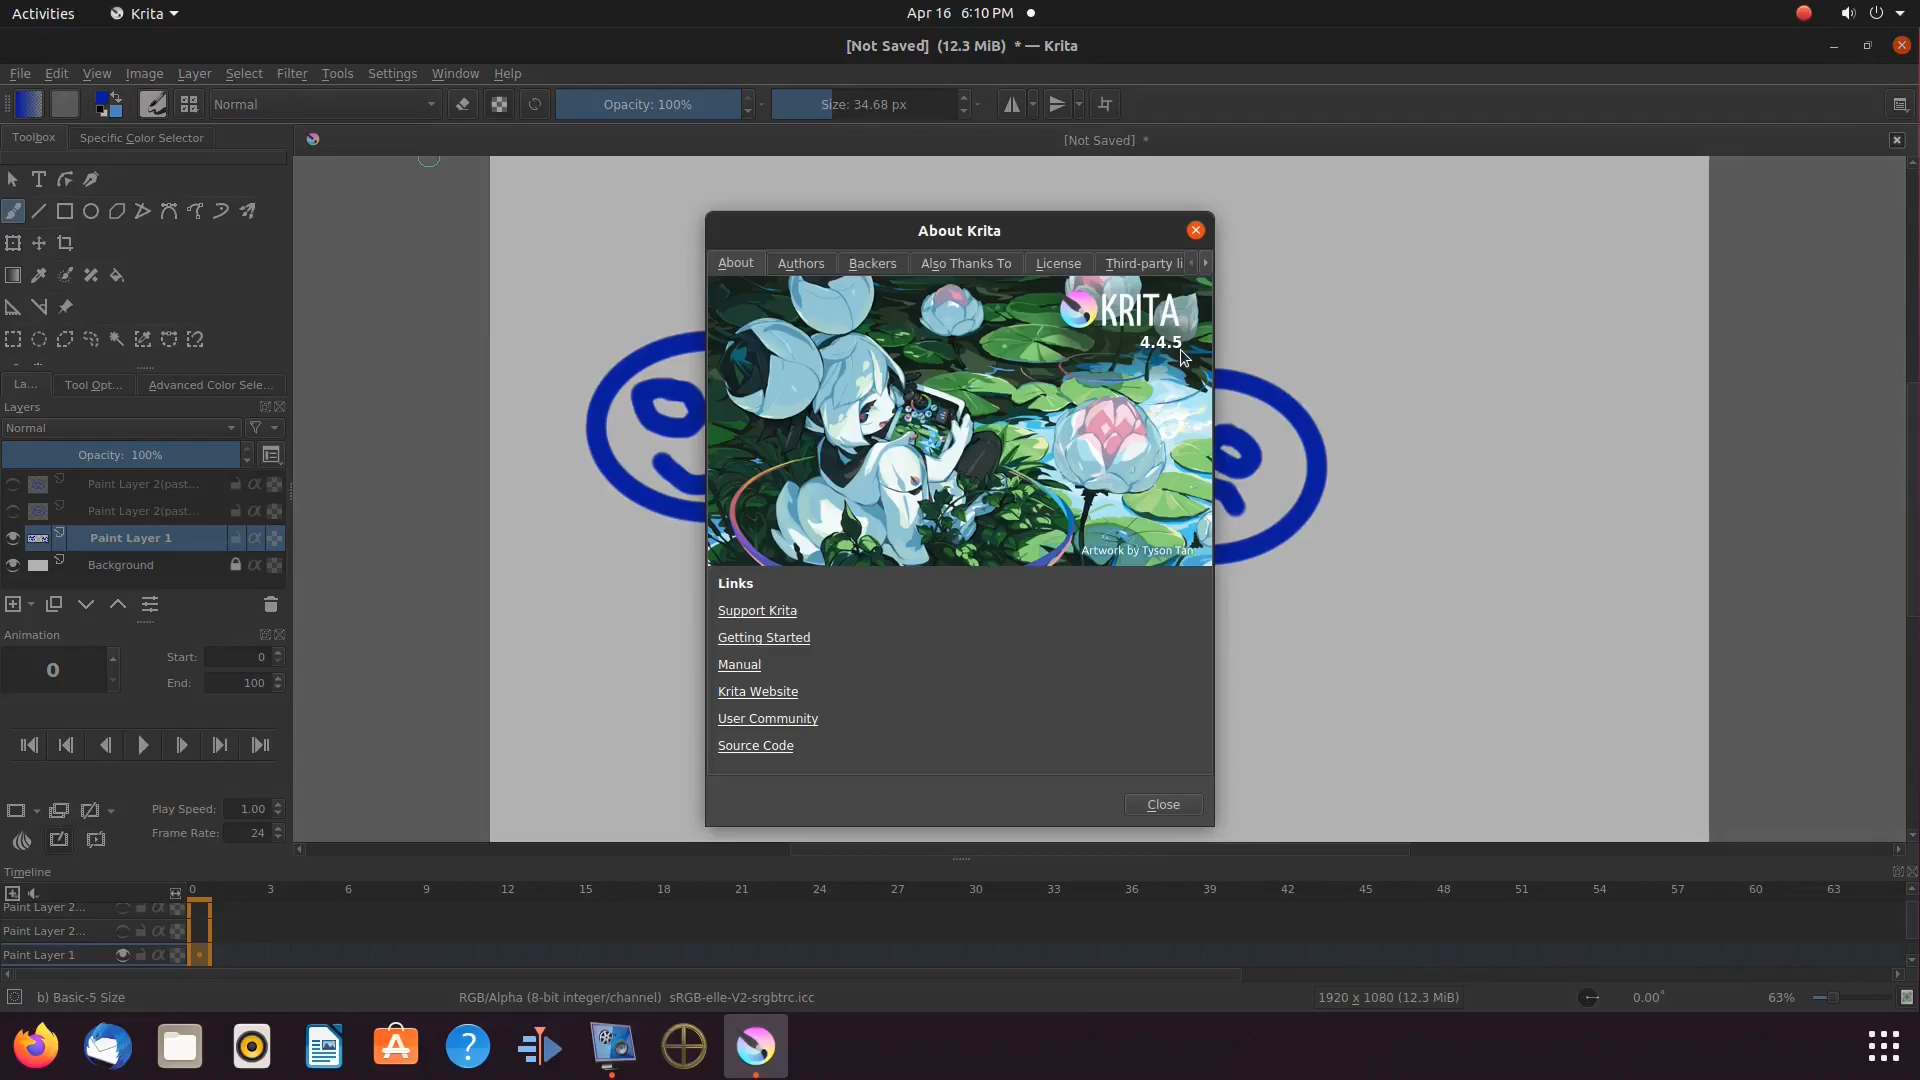 Activities
Krita
Apr 16 6:10 PM
[Not Saved] (12.3 MiB) * — Krita
File Edit View Image Layer Select Filter Tools Settings Window Help
Normal
Opacity: 100%
Size: 34.68 px
Toolbox
Specific Color Selector
[Not Saved] *
About Krita
About
Authors
Backers
Also Thanks To
License
Third-party li
KRITA
4.4.5
Artwork by Tyson Tan
Links
Support Krita
Getting Started
Manual
Krita Website
User Community
Source Code
Close
La...
Tool Opt...
Advanced Color Sele...
Layers
Normal
Opacity: 100%
Paint Layer 2(past...
Paint Layer 2(past...
Paint Layer 1
Background
Animation
0
Start: 0
End: 100
Play Speed: 1.00
Frame Rate: 24
Timeline
0 3 6 9 12 15 18 21 24 27 30 33 36 39 42 45 48 51 54 57 60 63
Paint Layer 2...
Paint Layer 2...
Paint Layer 1
b) Basic-5 Size
RGB/Alpha (8-bit integer/channel) sRGB-elle-V2-srgbtrc.icc
1920 x 1080 (12.3 MiB)
0.00°
63%